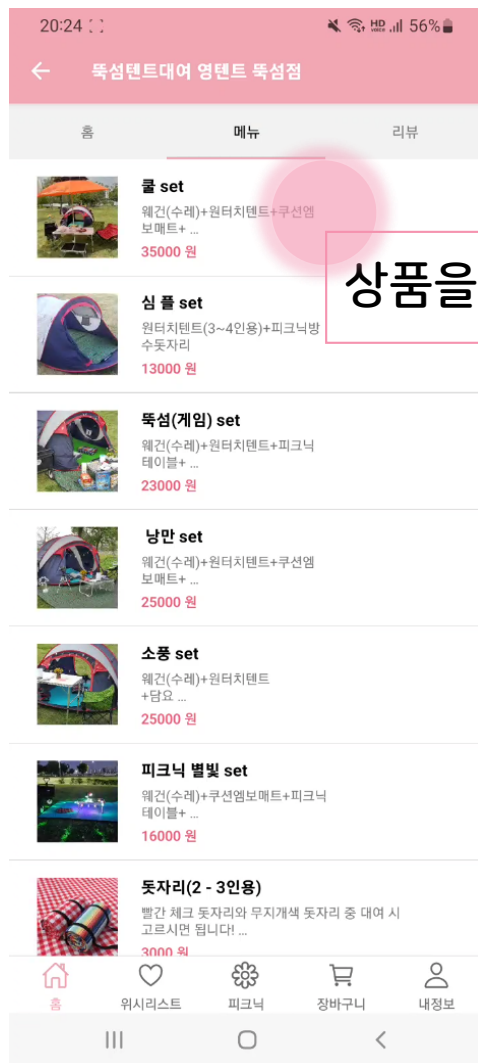 20:24
HD VOICE 56%
뚝섬텐트대여 영텐트 뚝섬점
홈 메뉴 리뷰
쿨 set
웨건(수레)+원터치텐트+쿠션엠
보매트+ ...
35000 원
상품을
심 플 set
원터치텐트(3~4인용)+피크닉방
수돗자리
13000 원
뚝섬(게임) set
웨건(수레)+원터치텐트+피크닉
테이블+ ...
23000 원
낭만 set
웨건(수레)+원터치텐트+쿠션엠
보매트+ ...
25000 원
소풍 set
웨건(수레)+원터치텐트
+담요 ...
25000 원
피크닉 별빛 set
웨건(수레)+쿠션엠보매트+피크닉
테이블+ ...
16000 원
돗자리(2 - 3인용)
빨간 체크 돗자리와 무지개색 돗자리 중 대여 시
고르시면 됩니다! ...
3000 원
홈 위시리스트 피크닉 장바구니 내정보